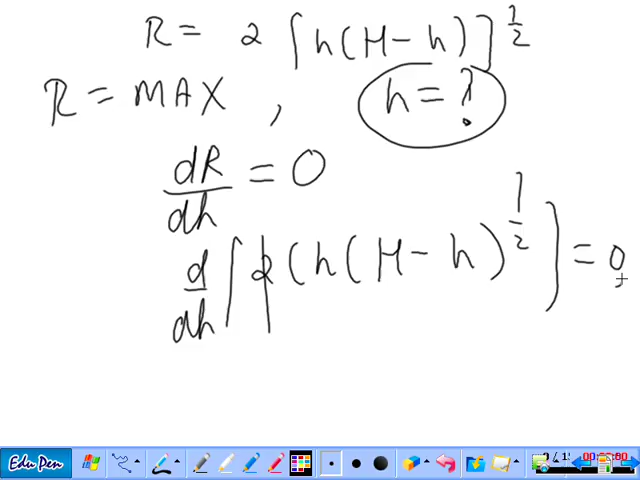 R = 2 [h(H - h)]^1/2
R = MAX , h = ?
dR/dh = 0
d/dh [2(h(H - h)^1/2] = 0
Edu Pen